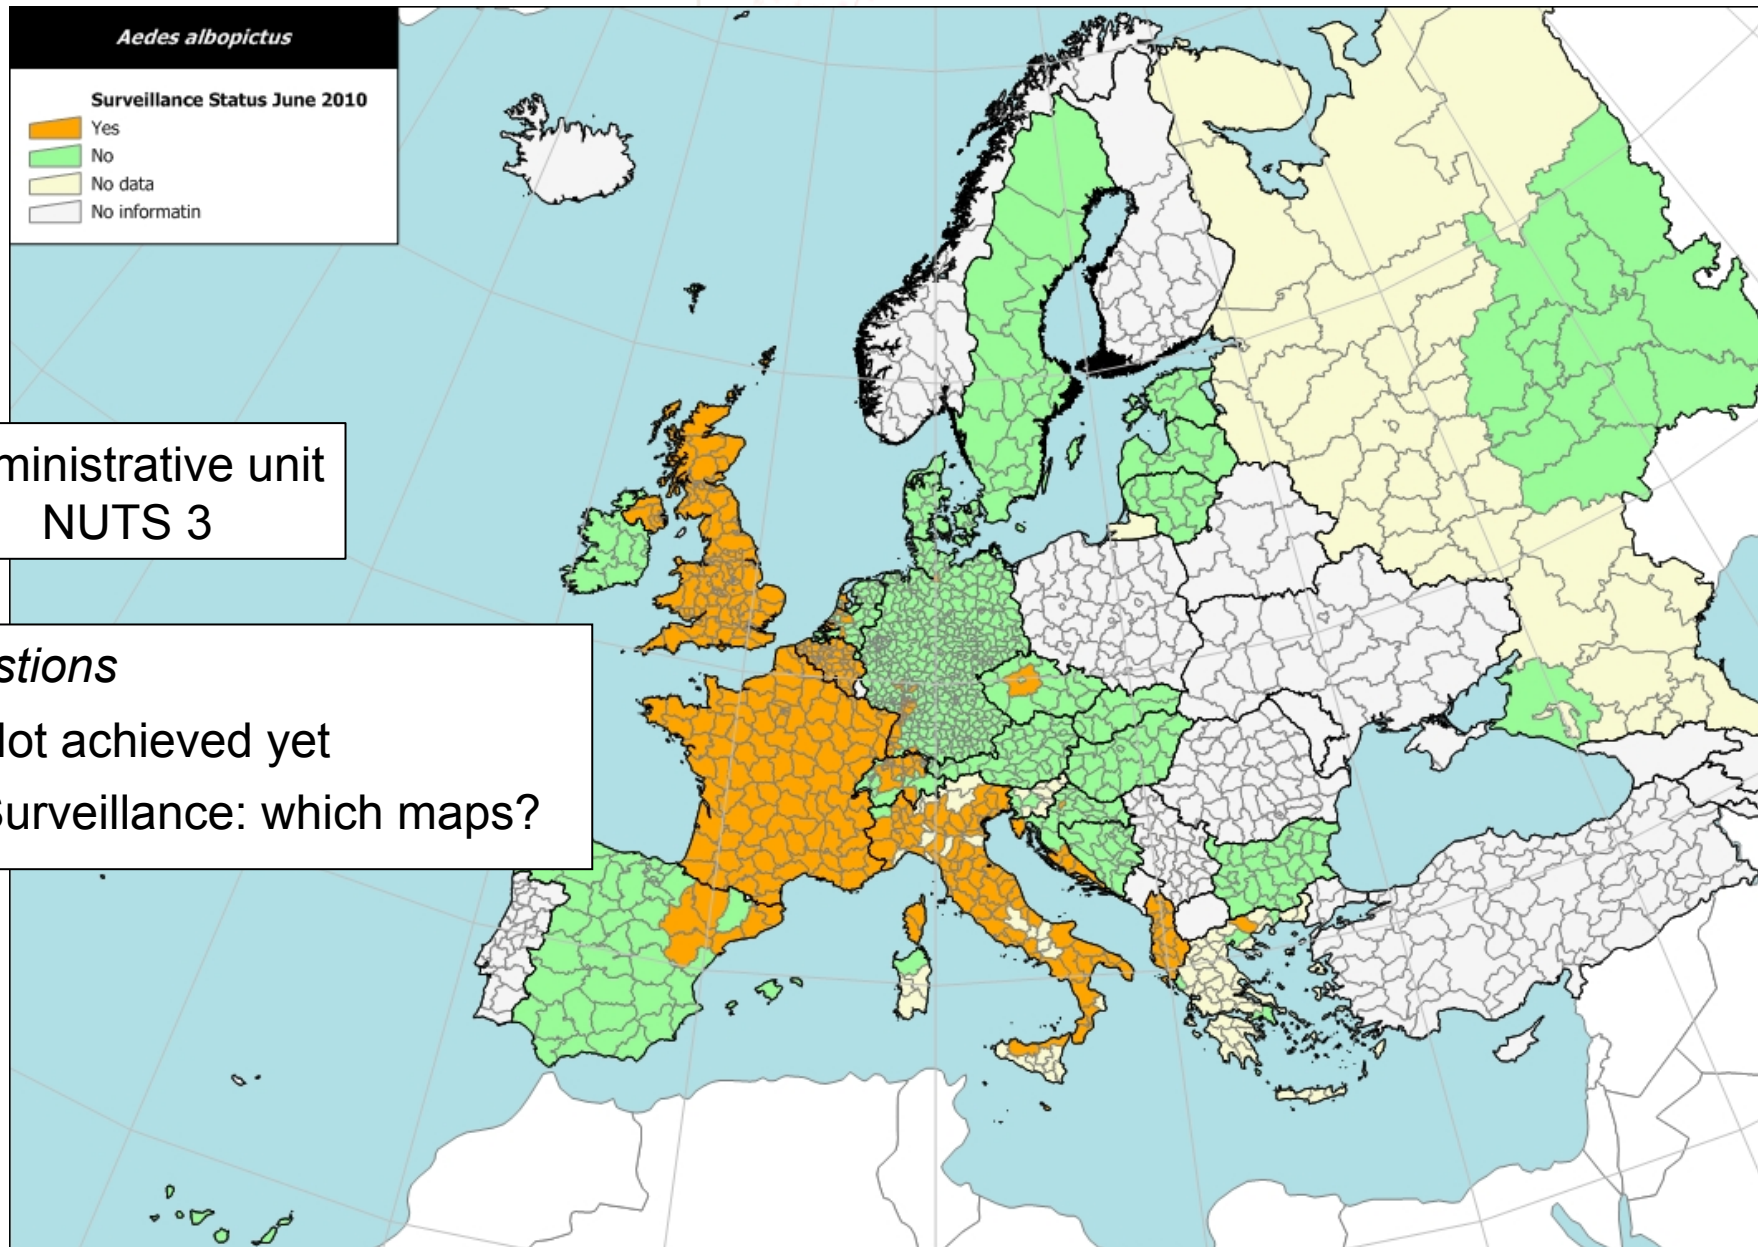 Aedes albopictus
Surveillance Status June 2010
Yes
No
No data
No informatin
ministrative unit
NUTS 3
stions
lot achieved yet
Surveillance: which maps?